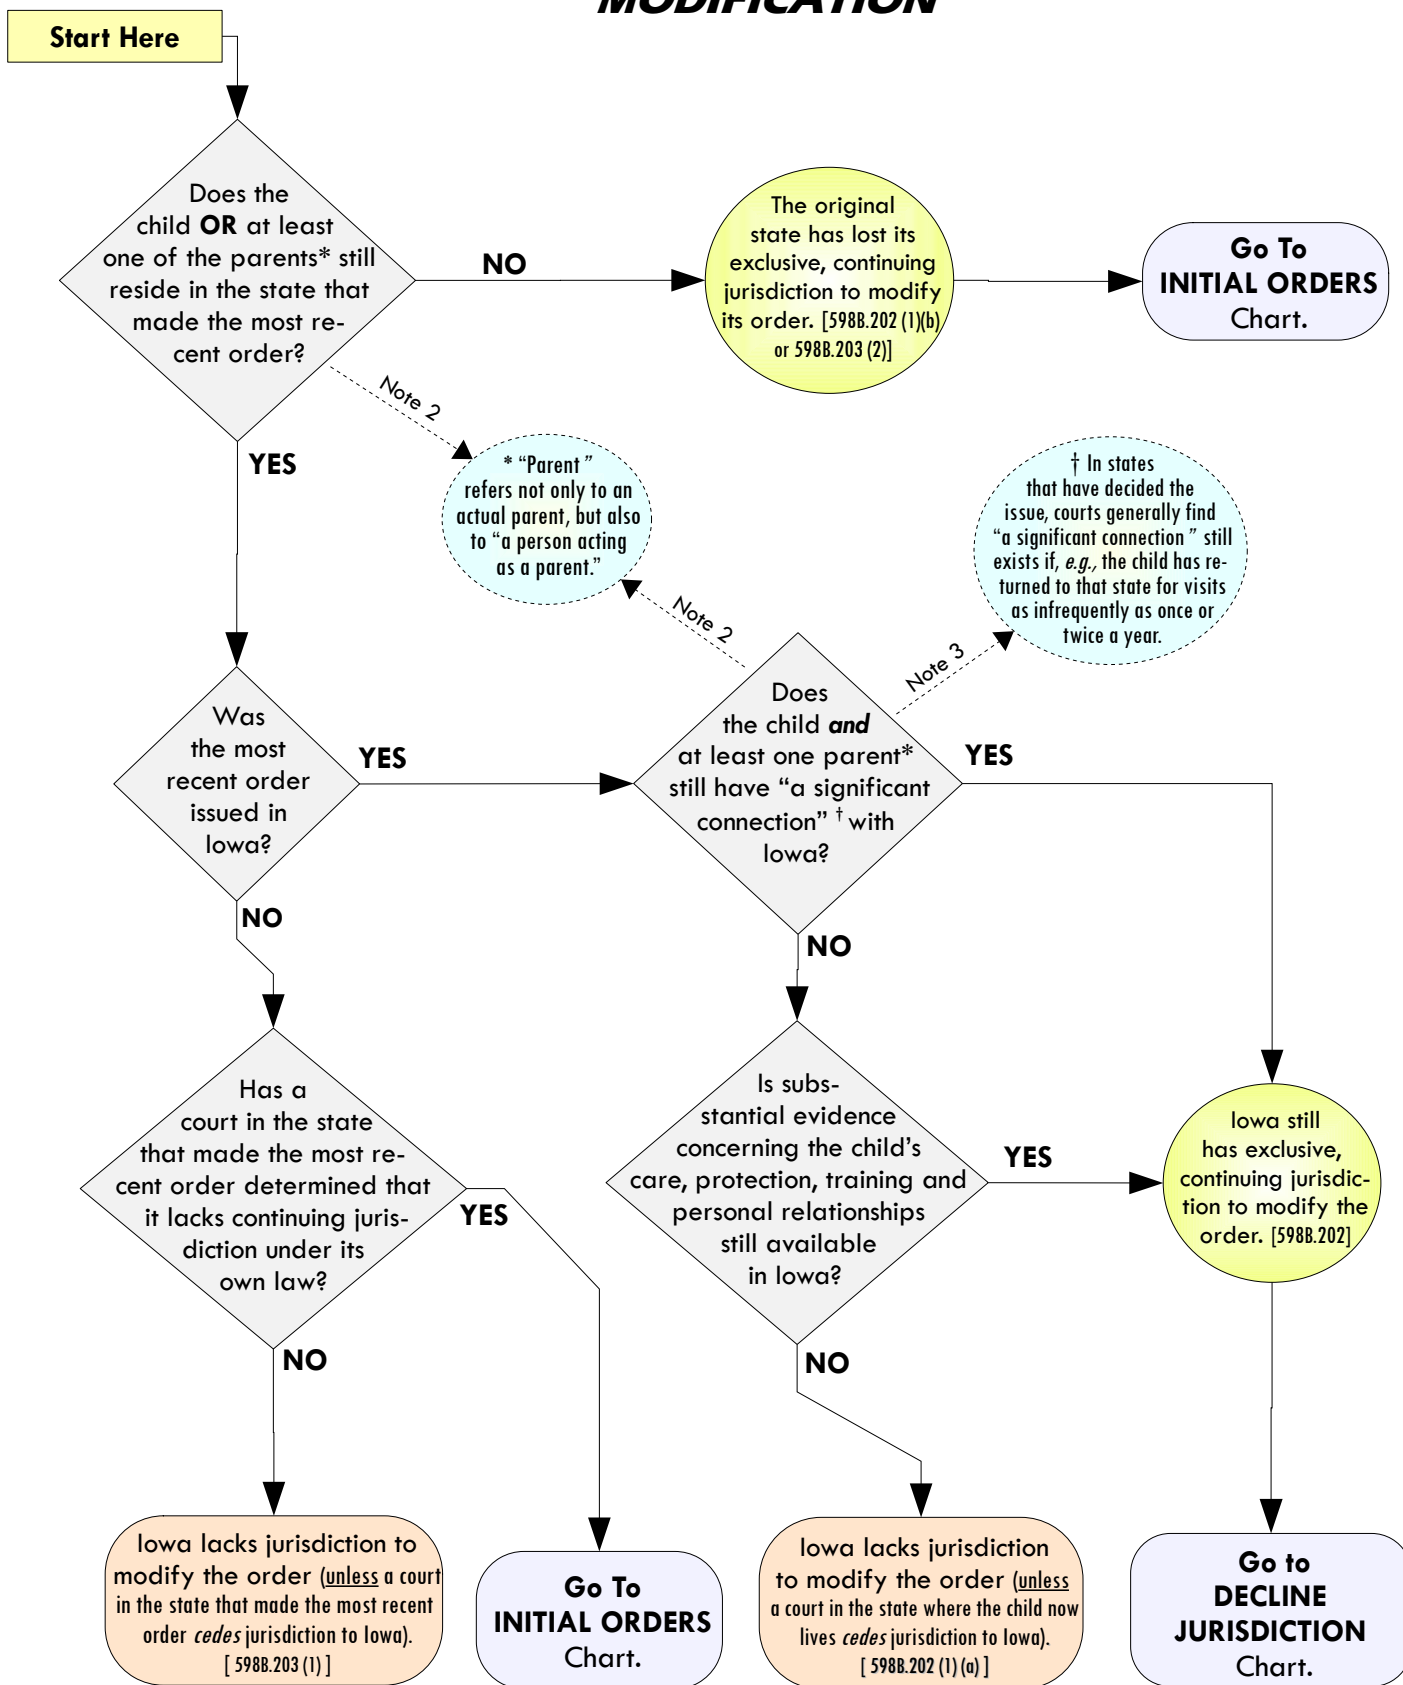 MODIFICATION
Start Here
Does the
child OR at least
one of the parents* still
reside in the state that
made the most re-
cent order?
NO
The original
state has lost its
exclusive, continuing
jurisdiction to modify
its order. [598B.202 (1)(b)
or 598B.203 (2)]
Go To
INITIAL ORDERS
Chart.
Note 2
YES
* “Parent”
refers not only to an
actual parent, but also
to “a person acting
as a parent.”
† In states
that have decided the
issue, courts generally find
“a significant connection” still
exists if, e.g., the child has re-
turned to that state for visits
as infrequently as once or
twice a year.
Note 2
Note 3
Was
the most
recent order
issued in
Iowa?
YES
Does
the child and
at least one parent*
still have “a significant
connection” † with
Iowa?
YES
NO
NO
Has a
court in the state
that made the most re-
cent order determined that
it lacks continuing juris-
diction under its
own law?
YES
Is subs-
stantial evidence
concerning the child’s
care, protection, training and
personal relationships
still available
in Iowa?
YES
Iowa still
has exclusive,
continuing jurisdic-
tion to modify the
order. [598B.202]
NO
NO
Iowa lacks jurisdiction to
modify the order (unless a court
in the state that made the most recent
order cedes jurisdiction to Iowa).
[ 598B.203 (1) ]
Go To
INITIAL ORDERS
Chart.
Iowa lacks jurisdiction
to modify the order (unless
a court in the state where the child now
lives cedes jurisdiction to Iowa).
[ 598B.202 (1) (a) ]
Go to
DECLINE
JURISDICTION
Chart.